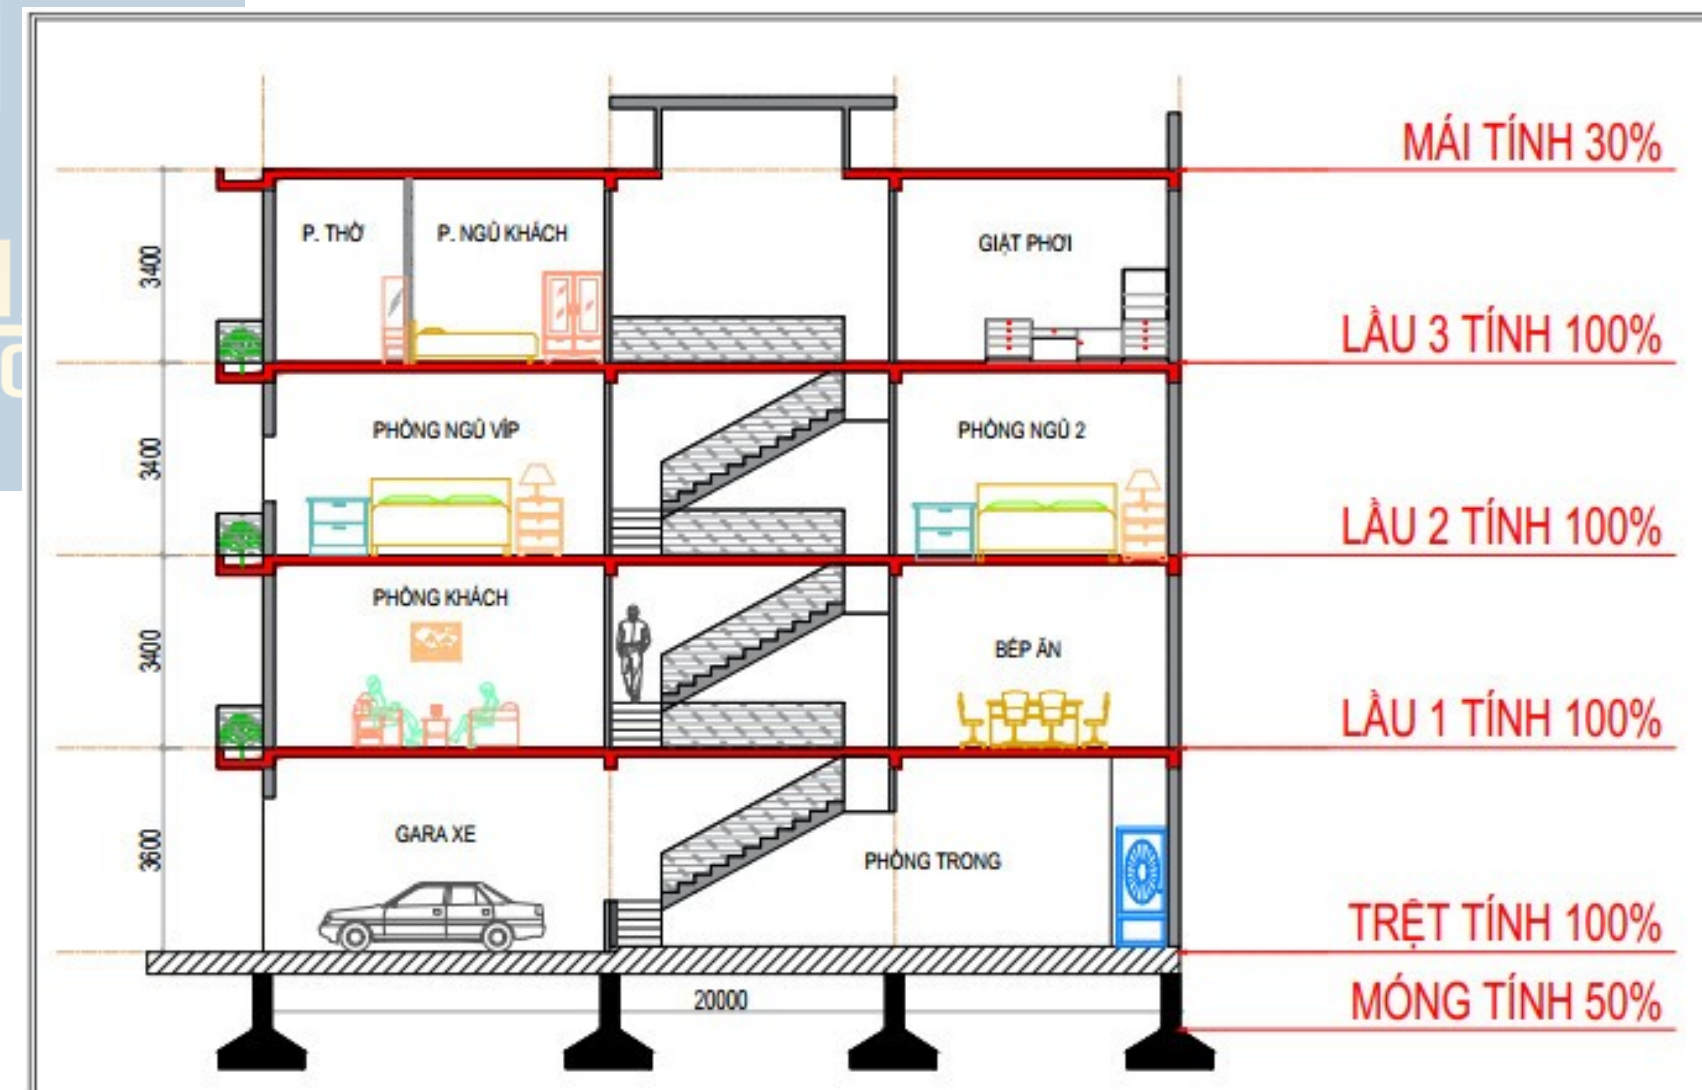 MÁI TÍNH 30%
P. THỜ
P. NGỦ KHÁCH
GIẶT PHƠI
3400
LẦU 3 TÍNH 100%
PHÒNG NGỦ VÍP
PHÒNG NGỦ 2
3400
LẦU 2 TÍNH 100%
PHÒNG KHÁCH
BẾP ĂN
3400
LẦU 1 TÍNH 100%
GARA XE
PHÒNG TRONG
3600
TRỆT TÍNH 100%
20000
MÓNG TÍNH 50%